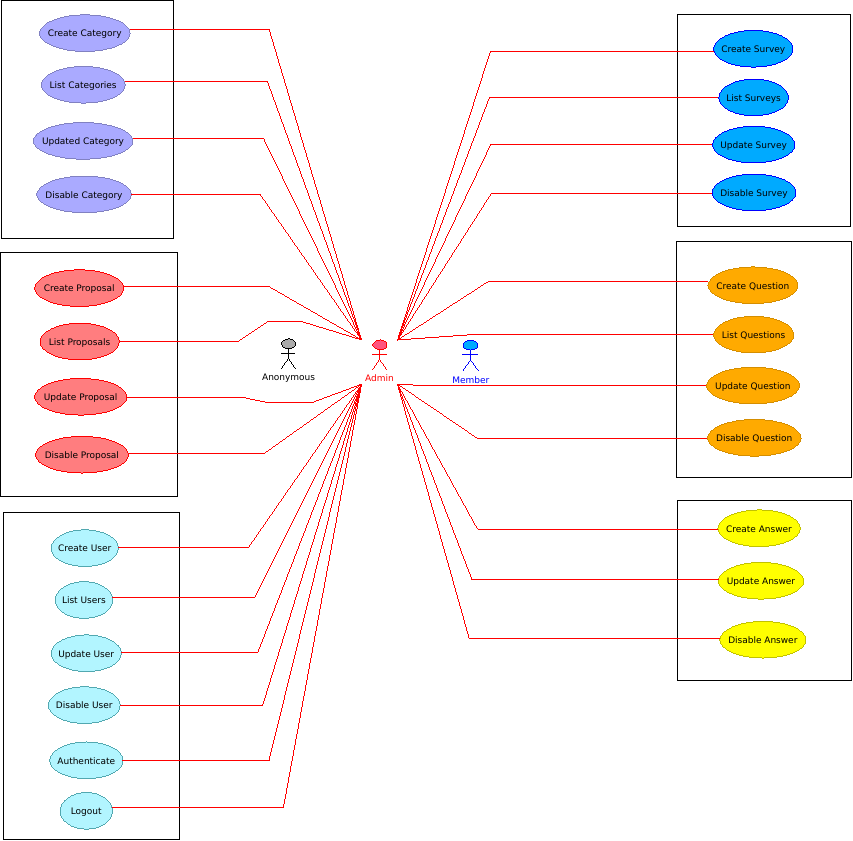 Create Category
List Categories
Updated Category
Disable Category
Create Proposal
List Proposals
Update Proposal
Disable Proposal
Create User
List Users
Update User
Disable User
Authenticate
Logout
Anonymous
Admin
Member
Create Survey
List Surveys
Update Survey
Disable Survey
Create Question
List Questions
Update Question
Disable Question
Create Answer
Update Answer
Disable Answer